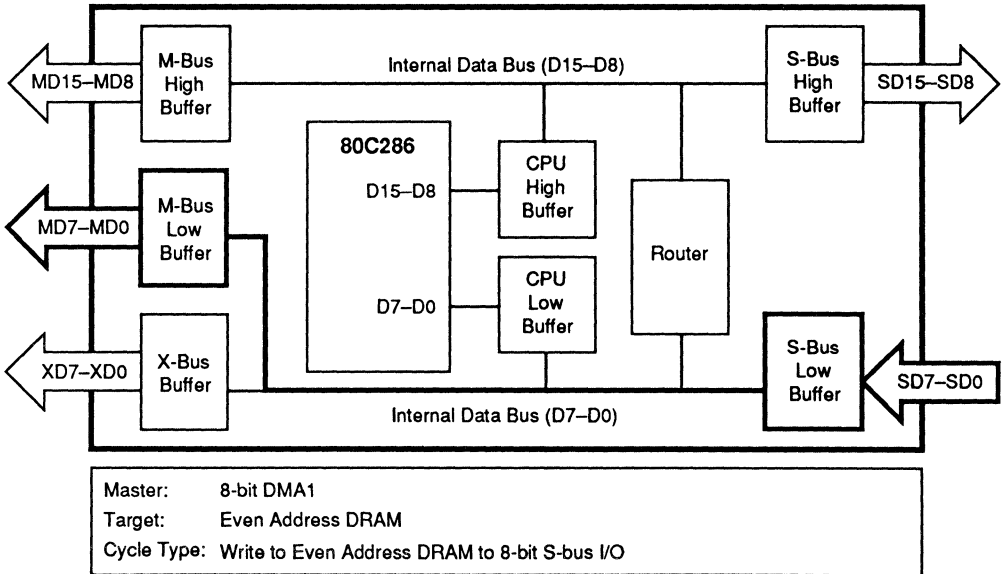 Internal Data Bus (D15–D8)
MD15–MD8
M-Bus
High
Buffer
S-Bus
High
Buffer
SD15–SD8
80C286
D15–D8
CPU
High
Buffer
MD7–MD0
M-Bus
Low
Buffer
Router
D7–D0
CPU
Low
Buffer
XD7–XD0
X-Bus
Buffer
S-Bus
Low
Buffer
SD7–SD0
Internal Data Bus (D7–D0)
Master: 8-bit DMA1
Target: Even Address DRAM
Cycle Type: Write to Even Address DRAM to 8-bit S-bus I/O